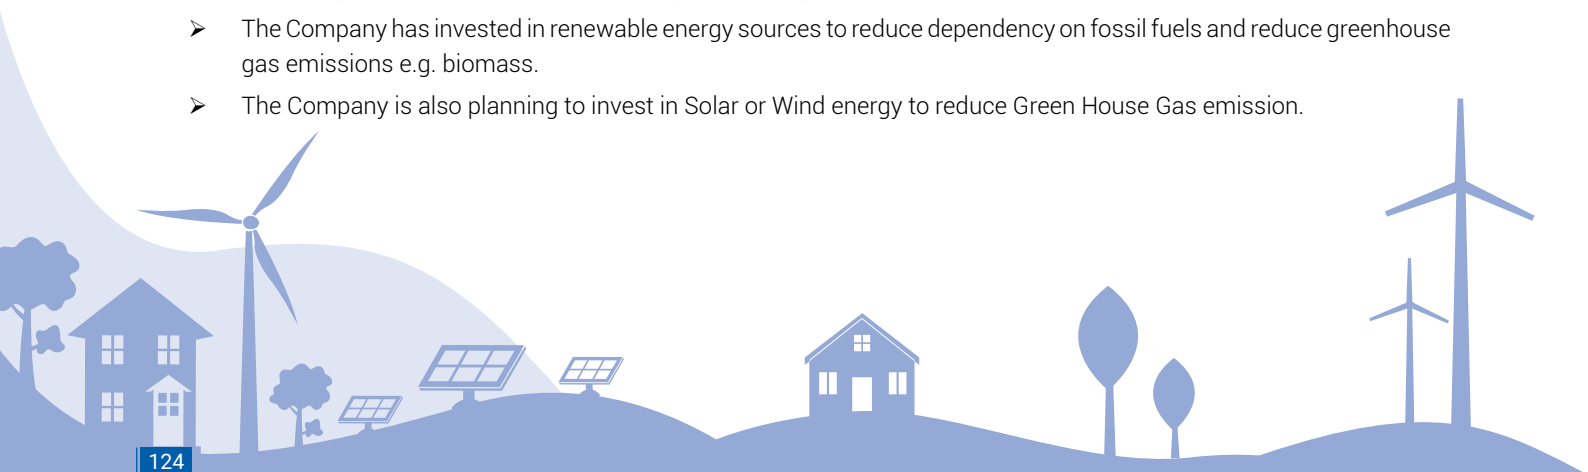 ➢ The Company has invested in renewable energy sources to reduce dependency on fossil fuels and reduce greenhouse
gas emissions e.g. biomass.
➢ The Company is also planning to invest in Solar or Wind energy to reduce Green House Gas emission.
124